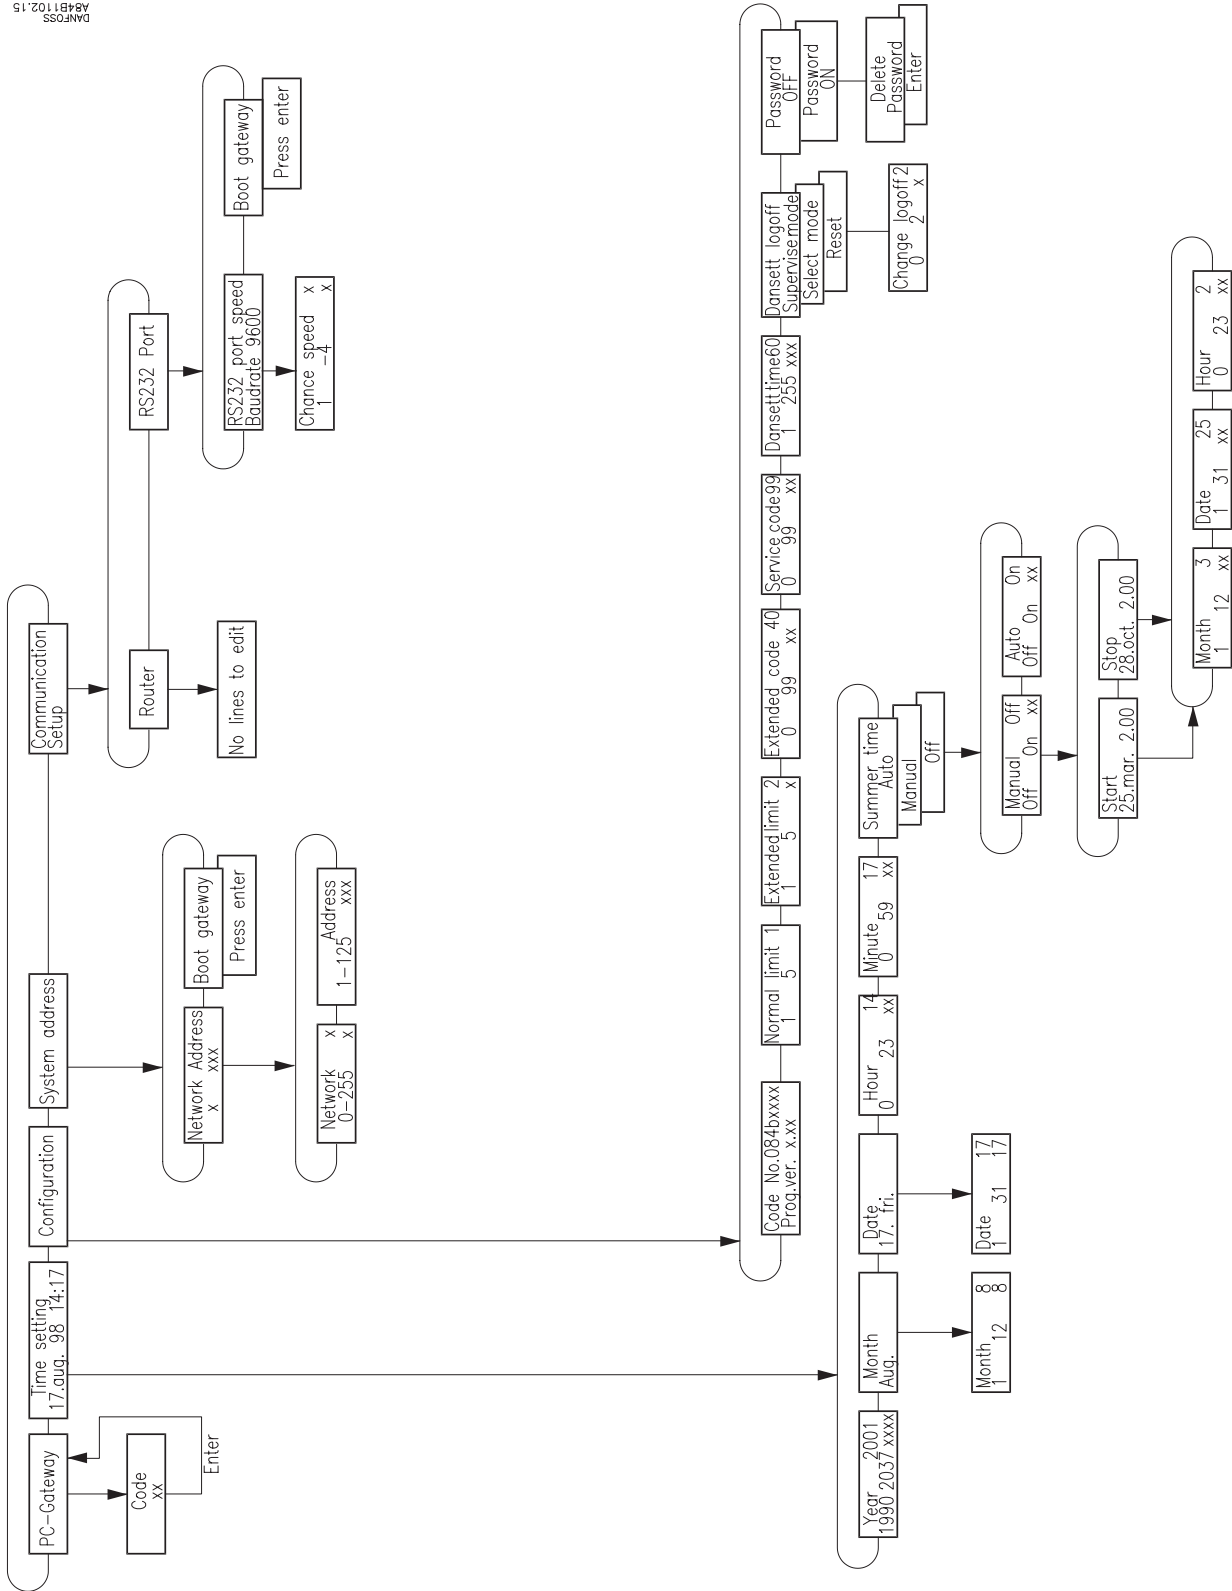 DANFOSS
A84B1102.15
PC-Gateway
Code
xx
Enter
Time setting
17.aug. 98 14:17
Configuration
System address
Communication
Setup
Network Address
x xxx
Boot gateway
Press enter
Network x
0-255 x
Address
1-125 xxx
Router
No lines to edit
RS232 Port
RS232 port speed
Baudrate 9600
Chance speed x
1 -4 x
Boot gateway
Press enter
Code No.084bxxxx
Prog.ver. x.xx
Normal limit 1
1 5
Extended limit 2
1 5 x
Extended code 40
0 99 xx
Service code99
0 99 xx
Dansetttime60
1 255 xxx
Dansett logoff
Supervisemode
Select mode
Reset
Change logoff 2
0 2 x
Password
OFF
Password
ON
Delete
Password
Enter
Year 2001
1990 2037 xxxx
Month
Aug.
Month 8
1 12 8
Date
17. fri.
Date 17
1 31 17
Hour 14
0 23 xx
Minute 17
0 59 xx
Summer time
Auto
Manual
Off
Manual Off
Off On xx
Auto On
Off On xx
Start
25.mar. 2.00
Stop
28.oct. 2.00
Month 3
1 12 xx
Date 25
1 31 xx
Hour 2
0 23 xx